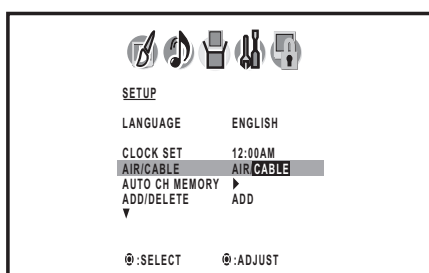 SETUP
LANGUAGE ENGLISH
CLOCK SET 12:00AM
AIR/CABLE AIR/CABLE
AUTO CH MEMORY ▶
ADD/DELETE ADD
▼
:SELECT :ADJUST